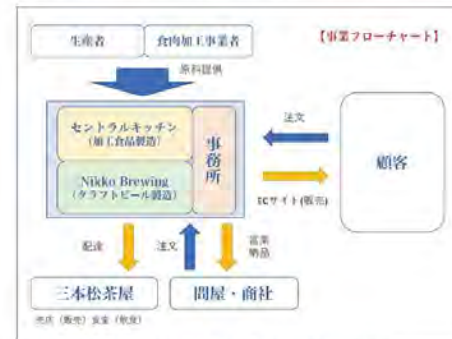 【事業フローチャート】
生産者
食肉加工事業者
原料提供
セントラルキッチン
(加工食品製造)
事務所
Nikko Brewing
(クラフトビール製造)
注文
ECサイト(販売)
顧客
配達
注文
営業
納品
三本松茶屋
問屋・商社
売店（販売）食堂（飲食）